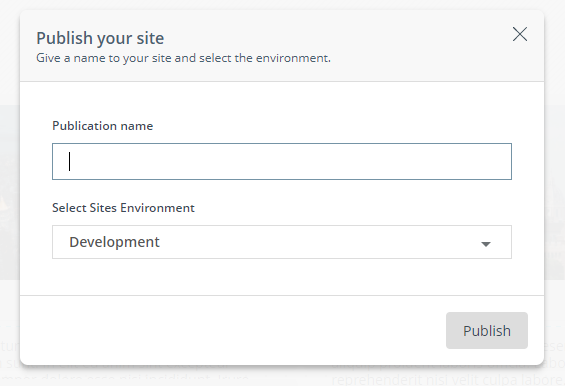 Publish your site
Give a name to your site and select the environment.
Publication name
Select Sites Environment
Development
Publish